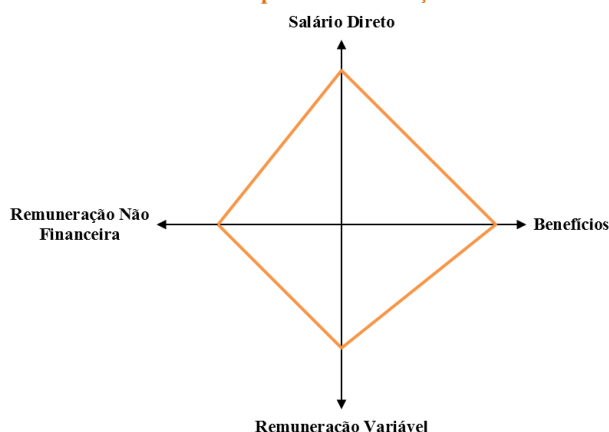 Salário Direto
Remuneração Não
Financeira
Benefícios
Remuneração Variável